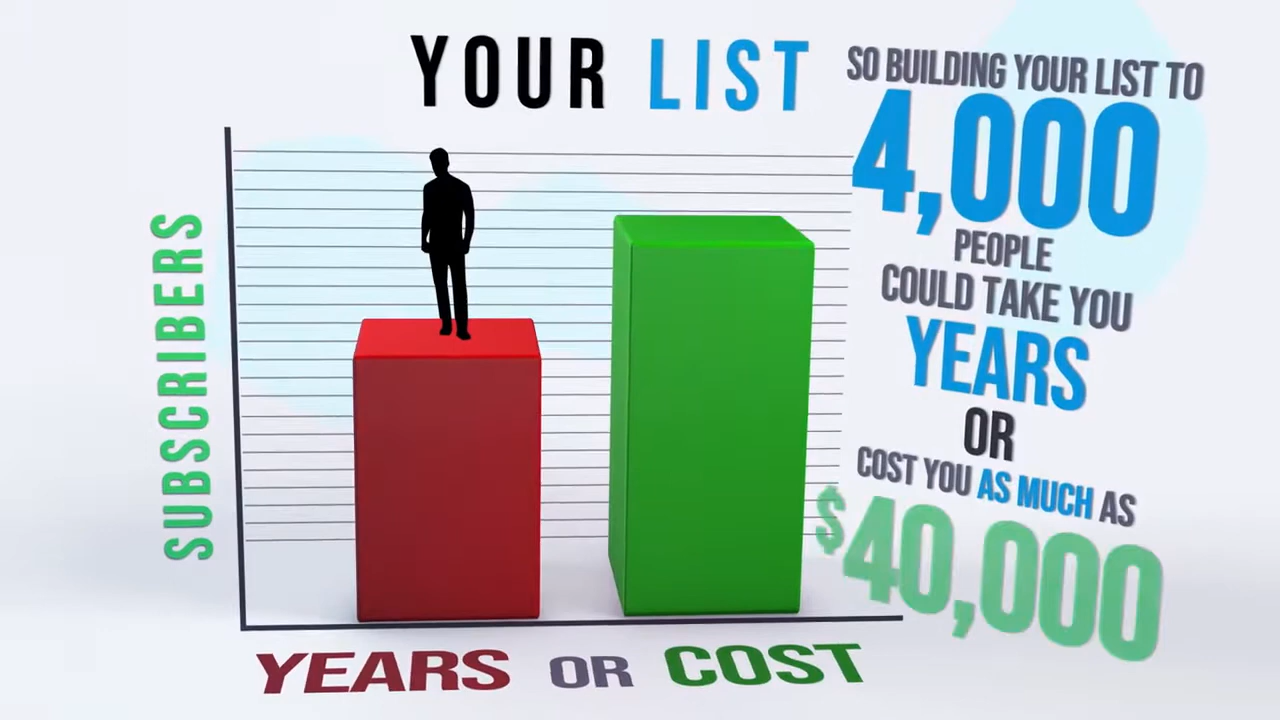 YOUR LIST
SUBSCRIBERS
YEARS OR COST
SO BUILDING YOUR LIST TO
4,000
PEOPLE
COULD TAKE YOU
YEARS
OR
COST YOU AS MUCH AS
$40,000